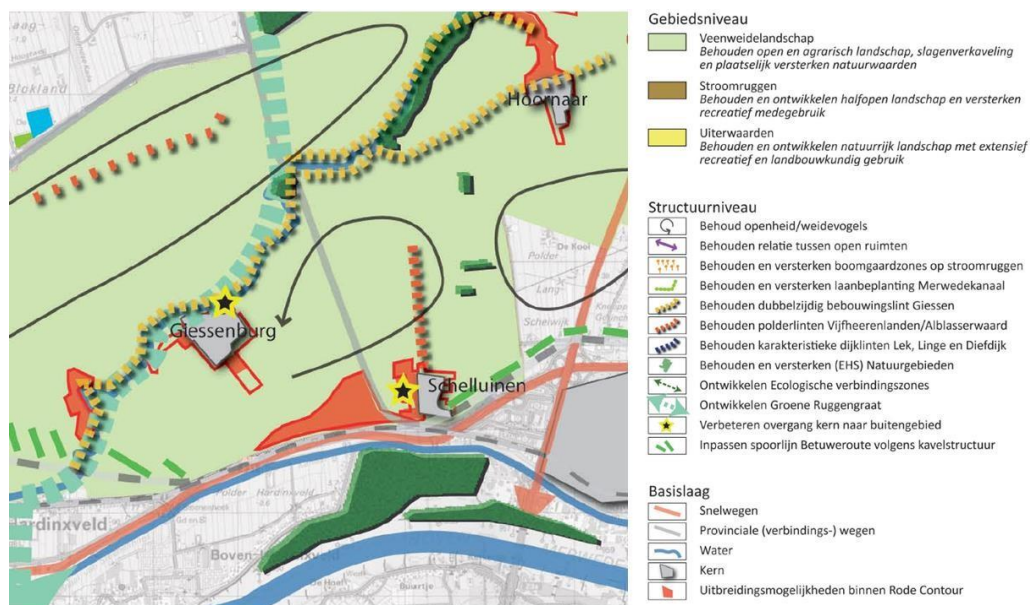 Blokland
Hoornaar
De Kooi
Polder
Lang-
Scheiwijk
Giessenburg
Schelluinen
Polder Hardinxveld
Hardinxveld
Boven-
De Hoef
Buurtje
Gebiedsniveau
Veenweidelandschap
Behouden open en agrarisch landschap, slagenverkaveling
en plaatselijk versterken natuurwaarden
Stroomruggen
Behouden en ontwikkelen halfopen landschap en versterken
recreatief medegebruik
Uiterwaarden
Behouden en ontwikkelen natuurrijk landschap met extensief
recreatief en landbouwkundig gebruik
Structuurniveau
Behoud openheid/weidevogels
Behouden relatie tussen open ruimten
Behouden en versterken boomgaardzones op stroomruggen
Behouden en versterken laanbeplanting Merwedekanaal
Behouden dubbelzijdig bebouwingslint Giessen
Behouden polderlinten Vijfheerenlanden/Alblasserwaard
Behouden karakteristieke dijklinten Lek, Linge en Diefdijk
Behouden en versterken (EHS) Natuurgebieden
Ontwikkelen Ecologische verbindingszones
Ontwikkelen Groene Ruggengraat
Verbeteren overgang kern naar buitengebied
Inpassen spoorlijn Betuweroute volgens kavelstructuur
Basislaag
Snelwegen
Provinciale (verbindings-) wegen
Water
Kern
Uitbreidingsmogelijkheden binnen Rode Contour